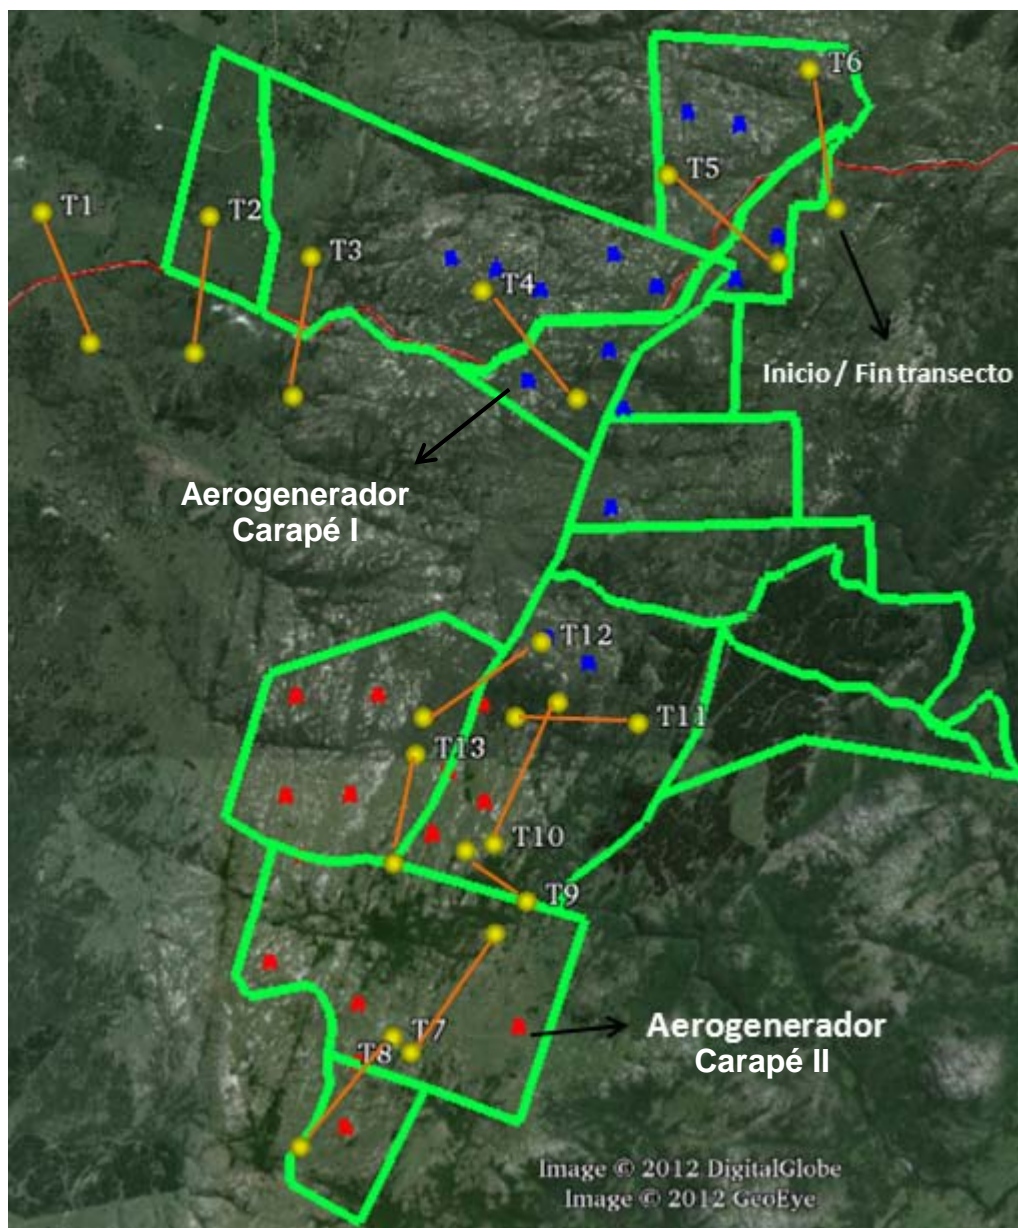 T6
T5
T1
T2
T3
T4
Inicio / Fin transecto
Aerogenerador
Carapé I
T12
T11
T13
T10
T9
Aerogenerador
Carapé II
T7
T8
Image © 2012 DigitalGlobe
Image © 2012 GeoEye